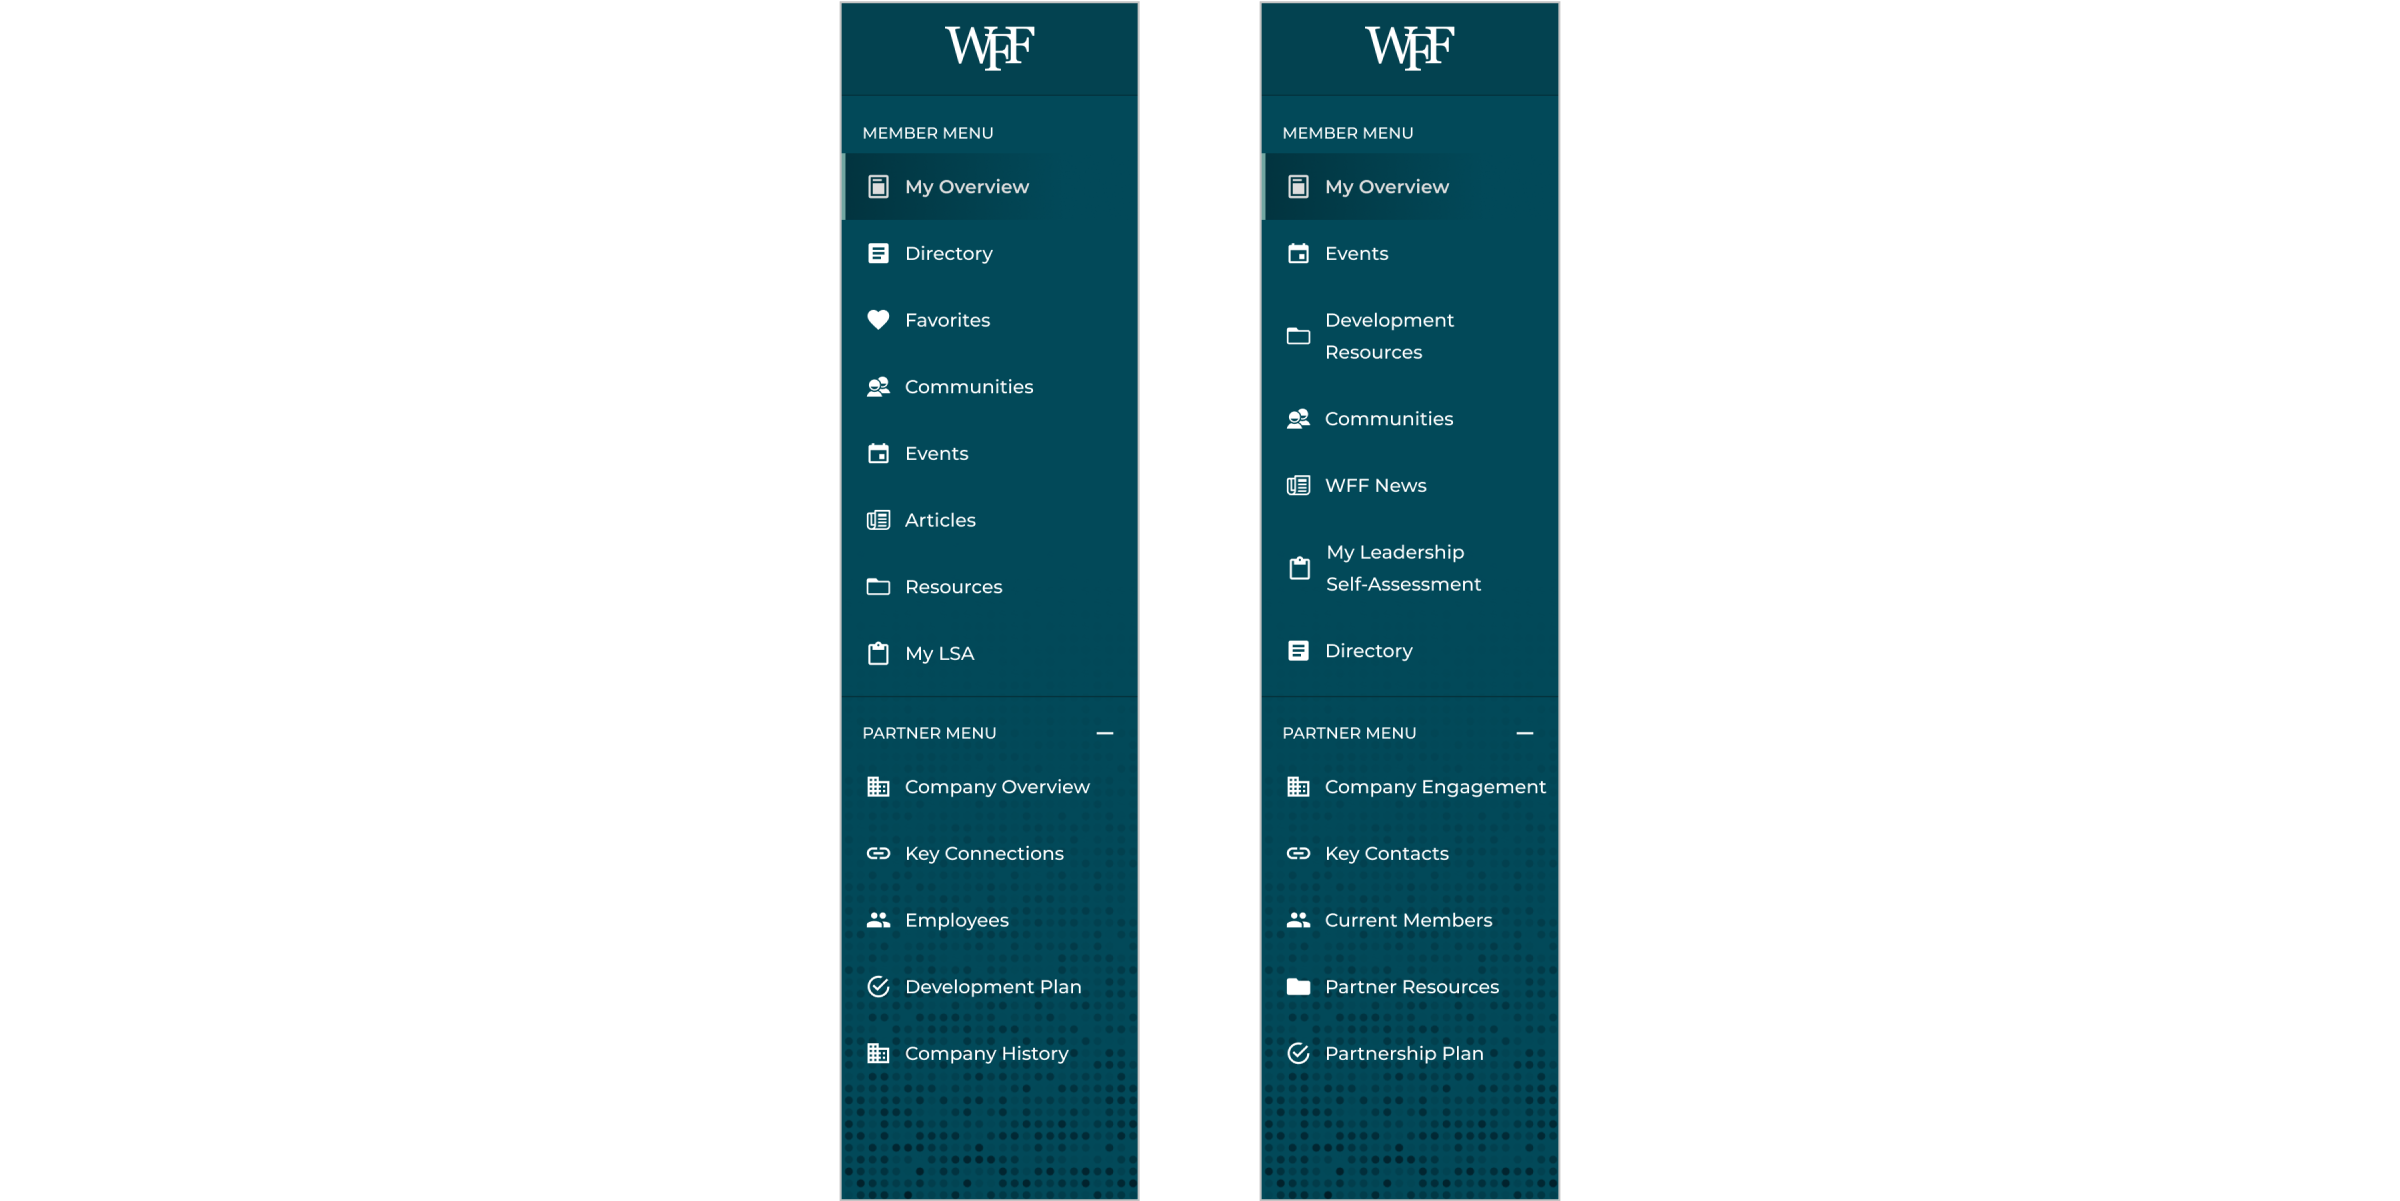 WFF
MEMBER MENU
My Overview
Directory
Favorites
Communities
Events
Articles
Resources
My LSA
PARTNER MENU
Company Overview
Key Connections
Employees
Development Plan
Company History
WFF
MEMBER MENU
My Overview
Events
Development
Resources
Communities
WFF News
My Leadership
Self-Assessment
Directory
PARTNER MENU
Company Engagement
Key Contacts
Current Members
Partner Resources
Partnership Plan